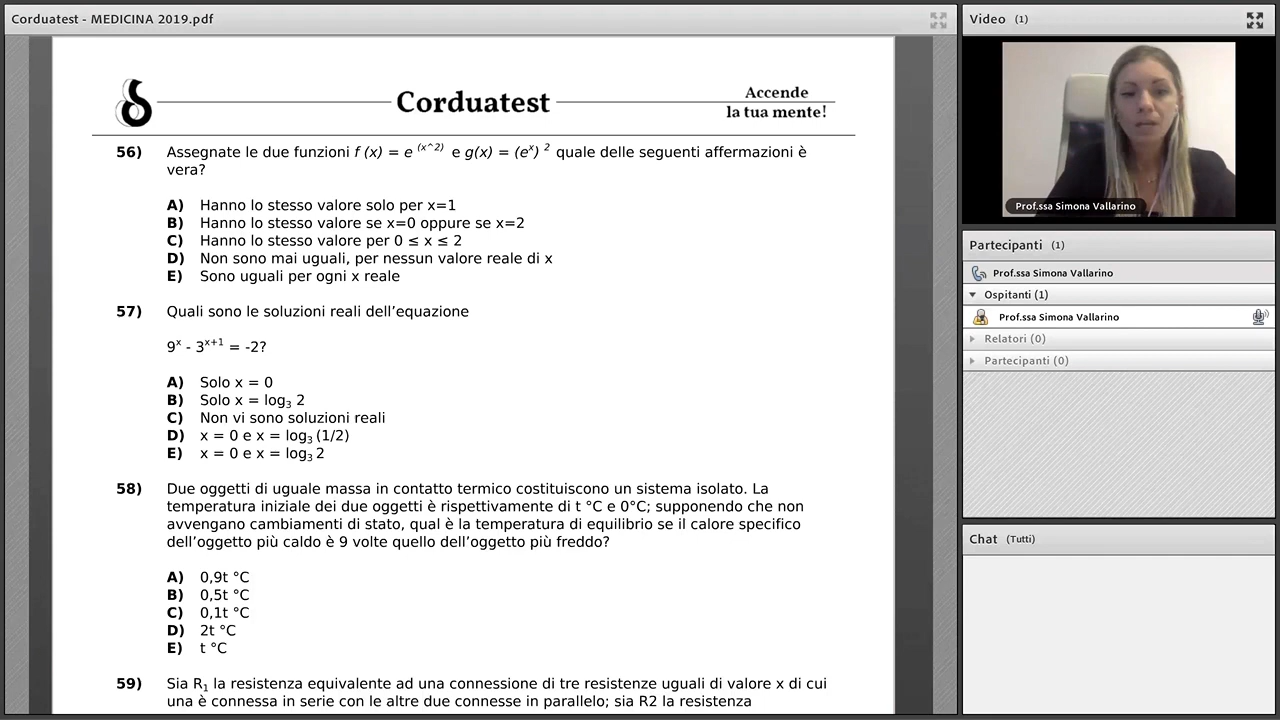 Corduatest - MEDICINA 2019.pdf
Corduatest
Accende
la tua mente!
56) Assegnate le due funzioni f (x) = e (x^2) e g(x) = (eˣ) ² quale delle seguenti affermazioni è
vera?
A) Hanno lo stesso valore solo per x=1
B) Hanno lo stesso valore se x=0 oppure se x=2
C) Hanno lo stesso valore per 0 ≤ x ≤ 2
D) Non sono mai uguali, per nessun valore reale di x
E) Sono uguali per ogni x reale
57) Quali sono le soluzioni reali dell’equazione
9ˣ - 3ˣ⁺¹ = -2?
A) Solo x = 0
B) Solo x = log₃ 2
C) Non vi sono soluzioni reali
D) x = 0 e x = log₃ (1/2)
E) x = 0 e x = log₃ 2
58) Due oggetti di uguale massa in contatto termico costituiscono un sistema isolato. La
temperatura iniziale dei due oggetti è rispettivamente di t °C e 0°C; supponendo che non
avvengano cambiamenti di stato, qual è la temperatura di equilibrio se il calore specifico
dell’oggetto più caldo è 9 volte quello dell’oggetto più freddo?
A) 0,9t °C
B) 0,5t °C
C) 0,1t °C
D) 2t °C
E) t °C
59) Sia R₁ la resistenza equivalente ad una connessione di tre resistenze uguali di valore x di cui
una è connessa in serie con le altre due connesse in parallelo; sia R2 la resistenza
Video (1)
Prof.ssa Simona Vallarino
Partecipanti (1)
Prof.ssa Simona Vallarino
Ospitanti (1)
Prof.ssa Simona Vallarino
Relatori (0)
Partecipanti (0)
Chat (Tutti)